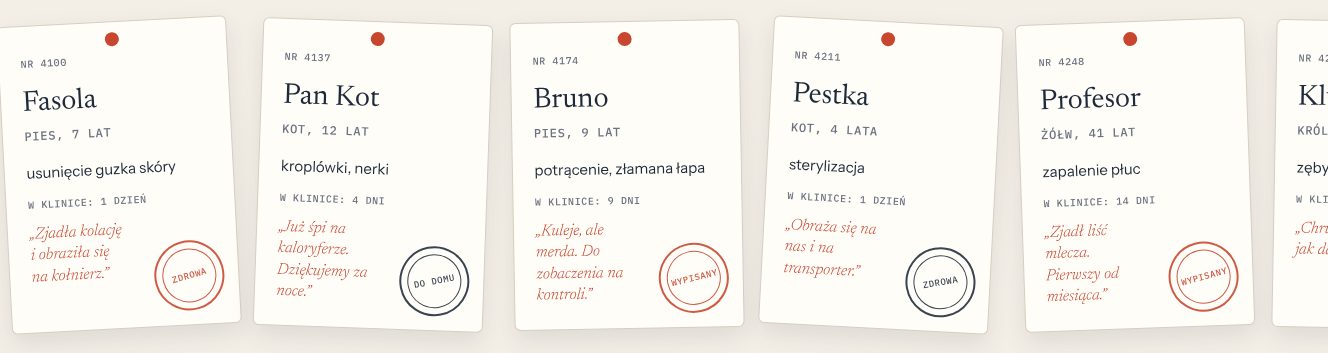 NR 4100
Fasola
PIES, 7 LAT
usunięcie guzka skóry
W KLINICE: 1 DZIEŃ
„Zjadła kolację
i obraziła się
na kołnierz.”
ZDROWA
NR 4137
Pan Kot
KOT, 12 LAT
kroplówki, nerki
W KLINICE: 4 DNI
„Już śpi na
kaloryferze.
Dziękujemy za
noce.”
DO DOMU
NR 4174
Bruno
PIES, 9 LAT
potrącenie, złamana łapa
W KLINICE: 9 DNI
„Kuleje, ale
merda. Do
zobaczenia na
kontroli.”
WYPISANY
NR 4211
Pestka
KOT, 4 LATA
sterylizacja
W KLINICE: 1 DZIEŃ
„Obraża się na
nas i na
transporter.”
ZDROWA
NR 4248
Profesor
ŻÓŁW, 41 LAT
zapalenie płuc
W KLINICE: 14 DNI
„Zjadł liść
mlecza.
Pierwszy od
miesiąca.”
WYPISANY
NR
zęby
jak